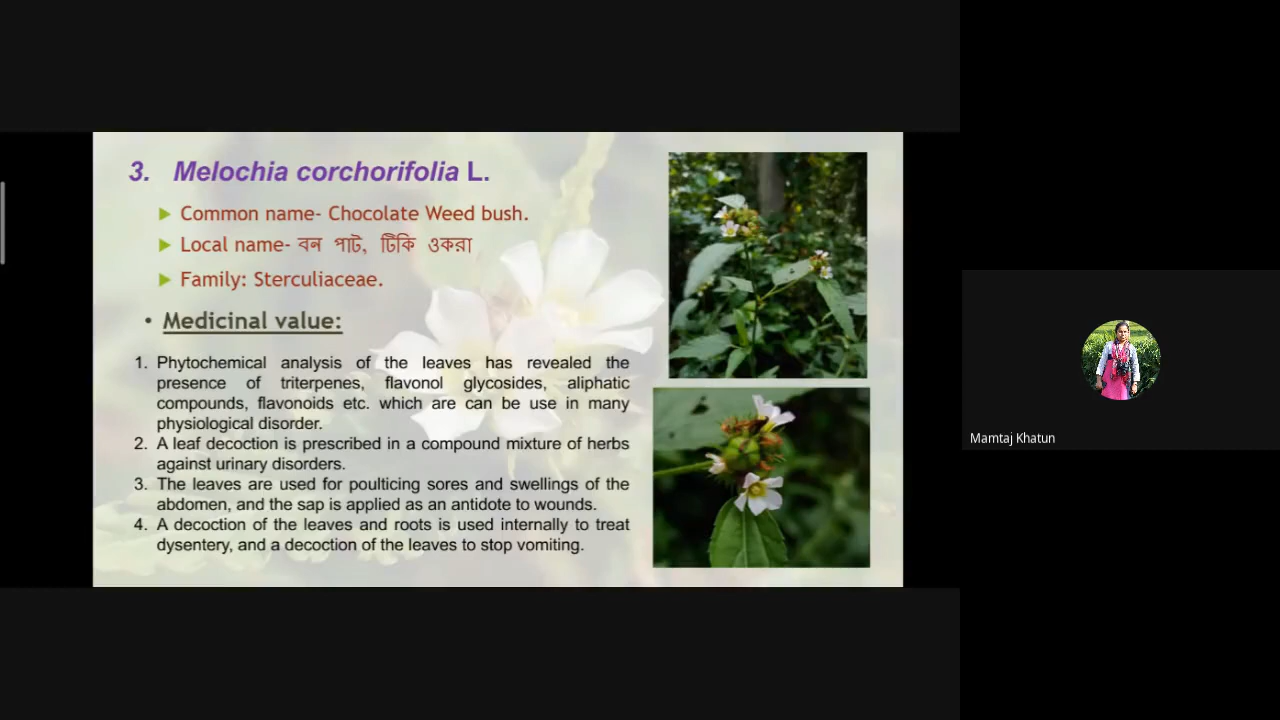 3. Melochia corchorifolia L.
Common name- Chocolate Weed bush.
Local name- বন পাট, টিকি ওকরা
Family: Sterculiaceae.
• Medicinal value:
1. Phytochemical analysis of the leaves has revealed the
presence of triterpenes, flavonol glycosides, aliphatic
compounds, flavonoids etc. which are can be use in many
physiological disorder.
2. A leaf decoction is prescribed in a compound mixture of herbs
against urinary disorders.
3. The leaves are used for poulticing sores and swellings of the
abdomen, and the sap is applied as an antidote to wounds.
4. A decoction of the leaves and roots is used internally to treat
dysentery, and a decoction of the leaves to stop vomiting.
Mamtaj Khatun